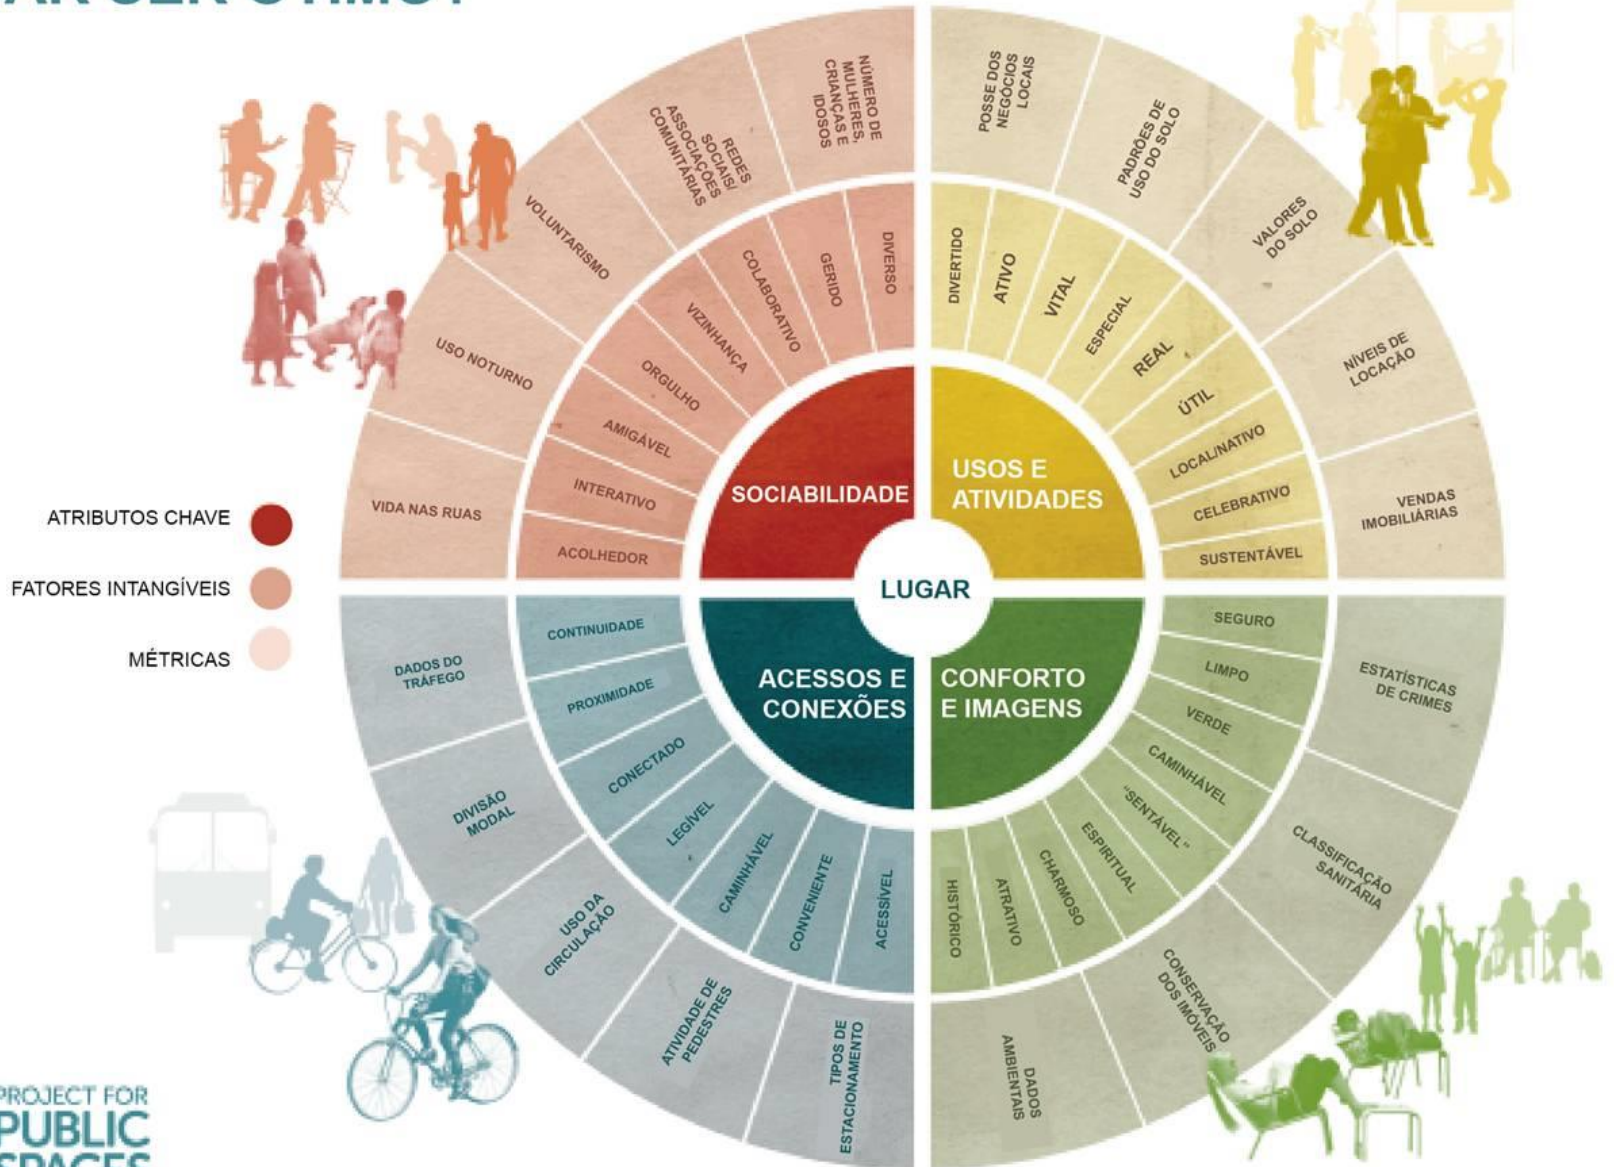 AR SER ÓTIMO?
NÚMERO DE
MULHERES,
CRIANÇAS E
IDOSOS
REDES
SOCIAIS/
ASSOCIAÇÕES
COMUNITÁRIAS
VOLUNTARISMO
USO NOTURNO
VIDA NAS RUAS
DIVERSO
GERIDO
COLABORATIVO
VIZINHANÇA
ORGULHO
AMIGÁVEL
INTERATIVO
ACOLHEDOR
SOCIABILIDADE
POSSE DOS
NEGÓCIOS
LOCAIS
PADRÕES DE
USO DO SOLO
VALORES
DO SOLO
NÍVEIS DE
LOCAÇÃO
VENDAS
IMOBILIÁRIAS
DIVERTIDO
ATIVO
VITAL
ESPECIAL
REAL
ÚTIL
LOCAL/NATIVO
CELEBRATIVO
SUSTENTÁVEL
USOS E
ATIVIDADES
ATRIBUTOS CHAVE
FATORES INTANGÍVEIS
MÉTRICAS
LUGAR
ACESSOS E
CONEXÕES
CONTINUIDADE
PROXIMIDADE
CONECTADO
LEGÍVEL
CAMINHÁVEL
CONVENIENTE
ACESSÍVEL
DADOS DO
TRÁFEGO
DIVISÃO
MODAL
USO DA
CIRCULAÇÃO
ATIVIDADE DE
PEDESTRES
TIPOS DE
ESTACIONAMENTO
CONFORTO
E IMAGENS
SEGURO
LIMPO
VERDE
CAMINHÁVEL
"SENTÁVEL"
ESPIRITUAL
CHARMOSO
ATRATIVO
HISTÓRICO
ESTATÍSTICAS
DE CRIMES
CLASSIFICAÇÃO
SANITÁRIA
CONSERVAÇÃO
DOS IMÓVEIS
DADOS
AMBIENTAIS
PROJECT FOR
PUBLIC
SPACES